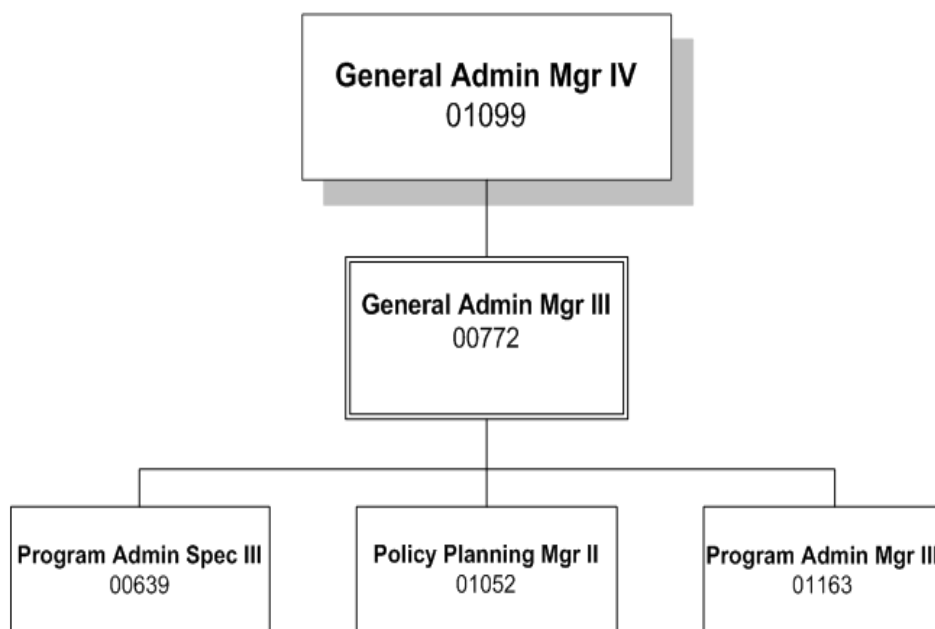 General Admin Mgr IV
01099
General Admin Mgr III
00772
Program Admin Spec III
00639
Policy Planning Mgr II
01052
Program Admin Mgr III
01163